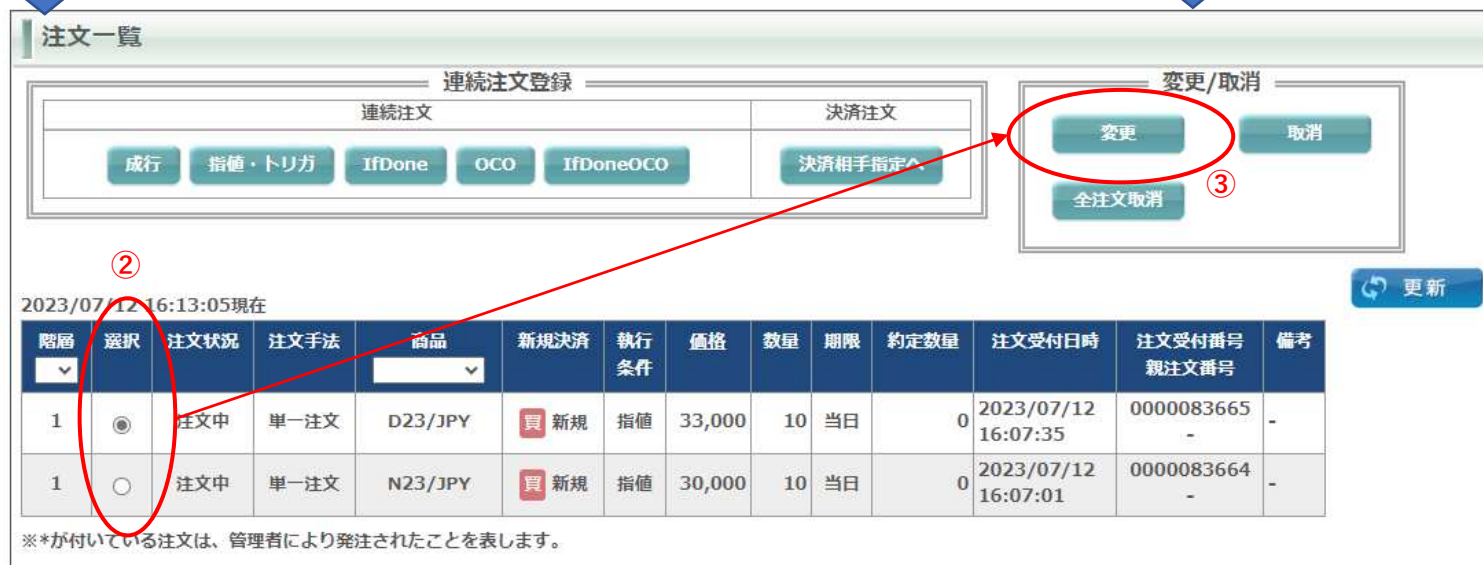 注文一覧
連続注文登録
変更/取消
連続注文 決済注文
成行 指値・トリガ IfDone OCO IfDoneOCO 決済相手指定へ
変更 取消
③
全注文取消
②
更新
2023/07/12 16:13:05現在
階層 選択 注文状況 注文手法 商品 新規決済 執行条件 価格 数量 期限 約定数量 注文受付日時 注文受付番号 親注文番号 備考
1 注文中 単一注文 D23/JPY 買 新規 指値 33,000 10 当日 0 2023/07/12 16:07:35 0000083665 - -
1 注文中 単一注文 N23/JPY 買 新規 指値 30,000 10 当日 0 2023/07/12 16:07:01 0000083664 - -
※*が付いている注文は、管理者により発注されたことを表します。